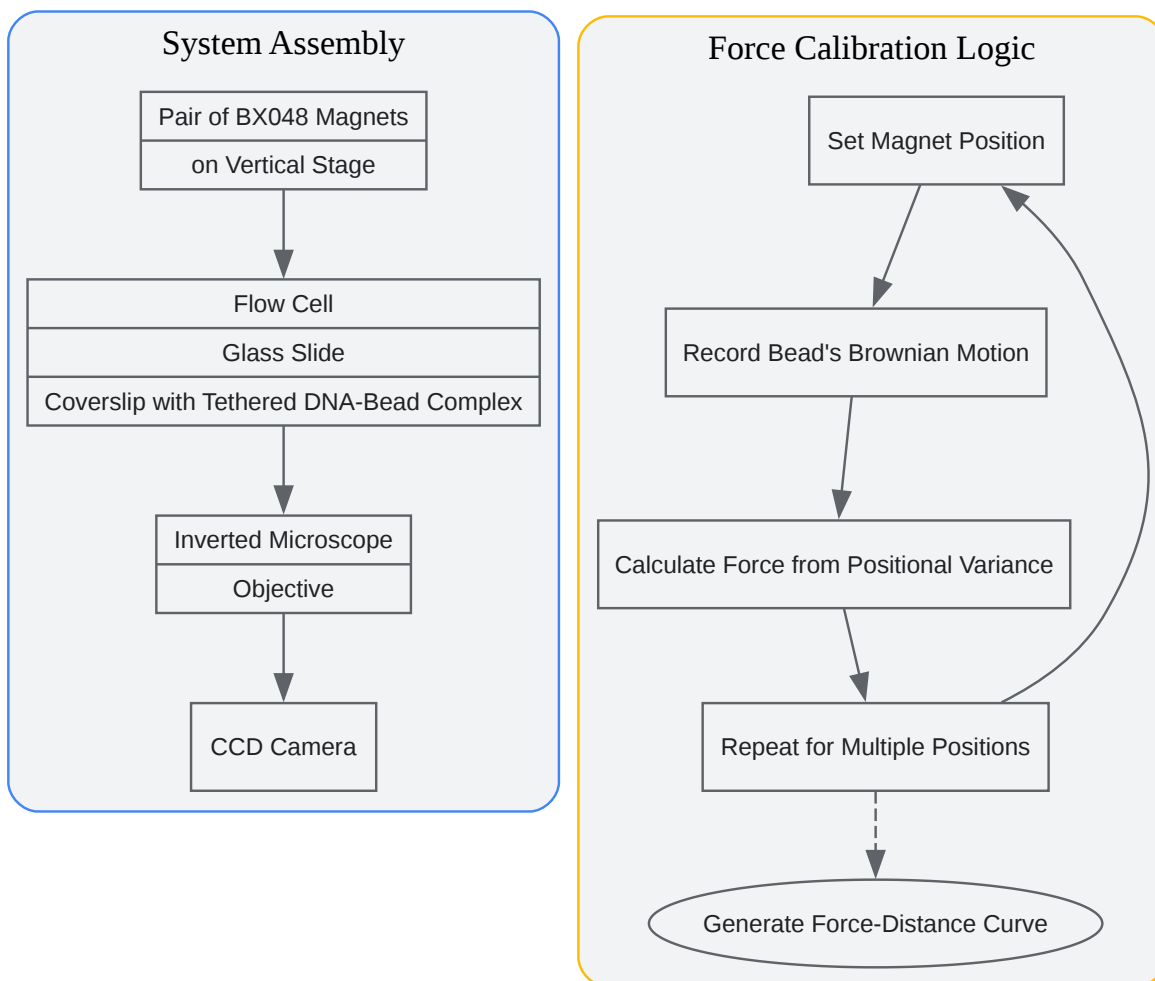 System Assembly
Pair of BX048 Magnets
on Vertical Stage
Flow Cell
Glass Slide
Coverslip with Tethered DNA-Bead Complex
Inverted Microscope
Objective
CCD Camera
Force Calibration Logic
Set Magnet Position
Record Bead's Brownian Motion
Calculate Force from Positional Variance
Repeat for Multiple Positions
Generate Force-Distance Curve